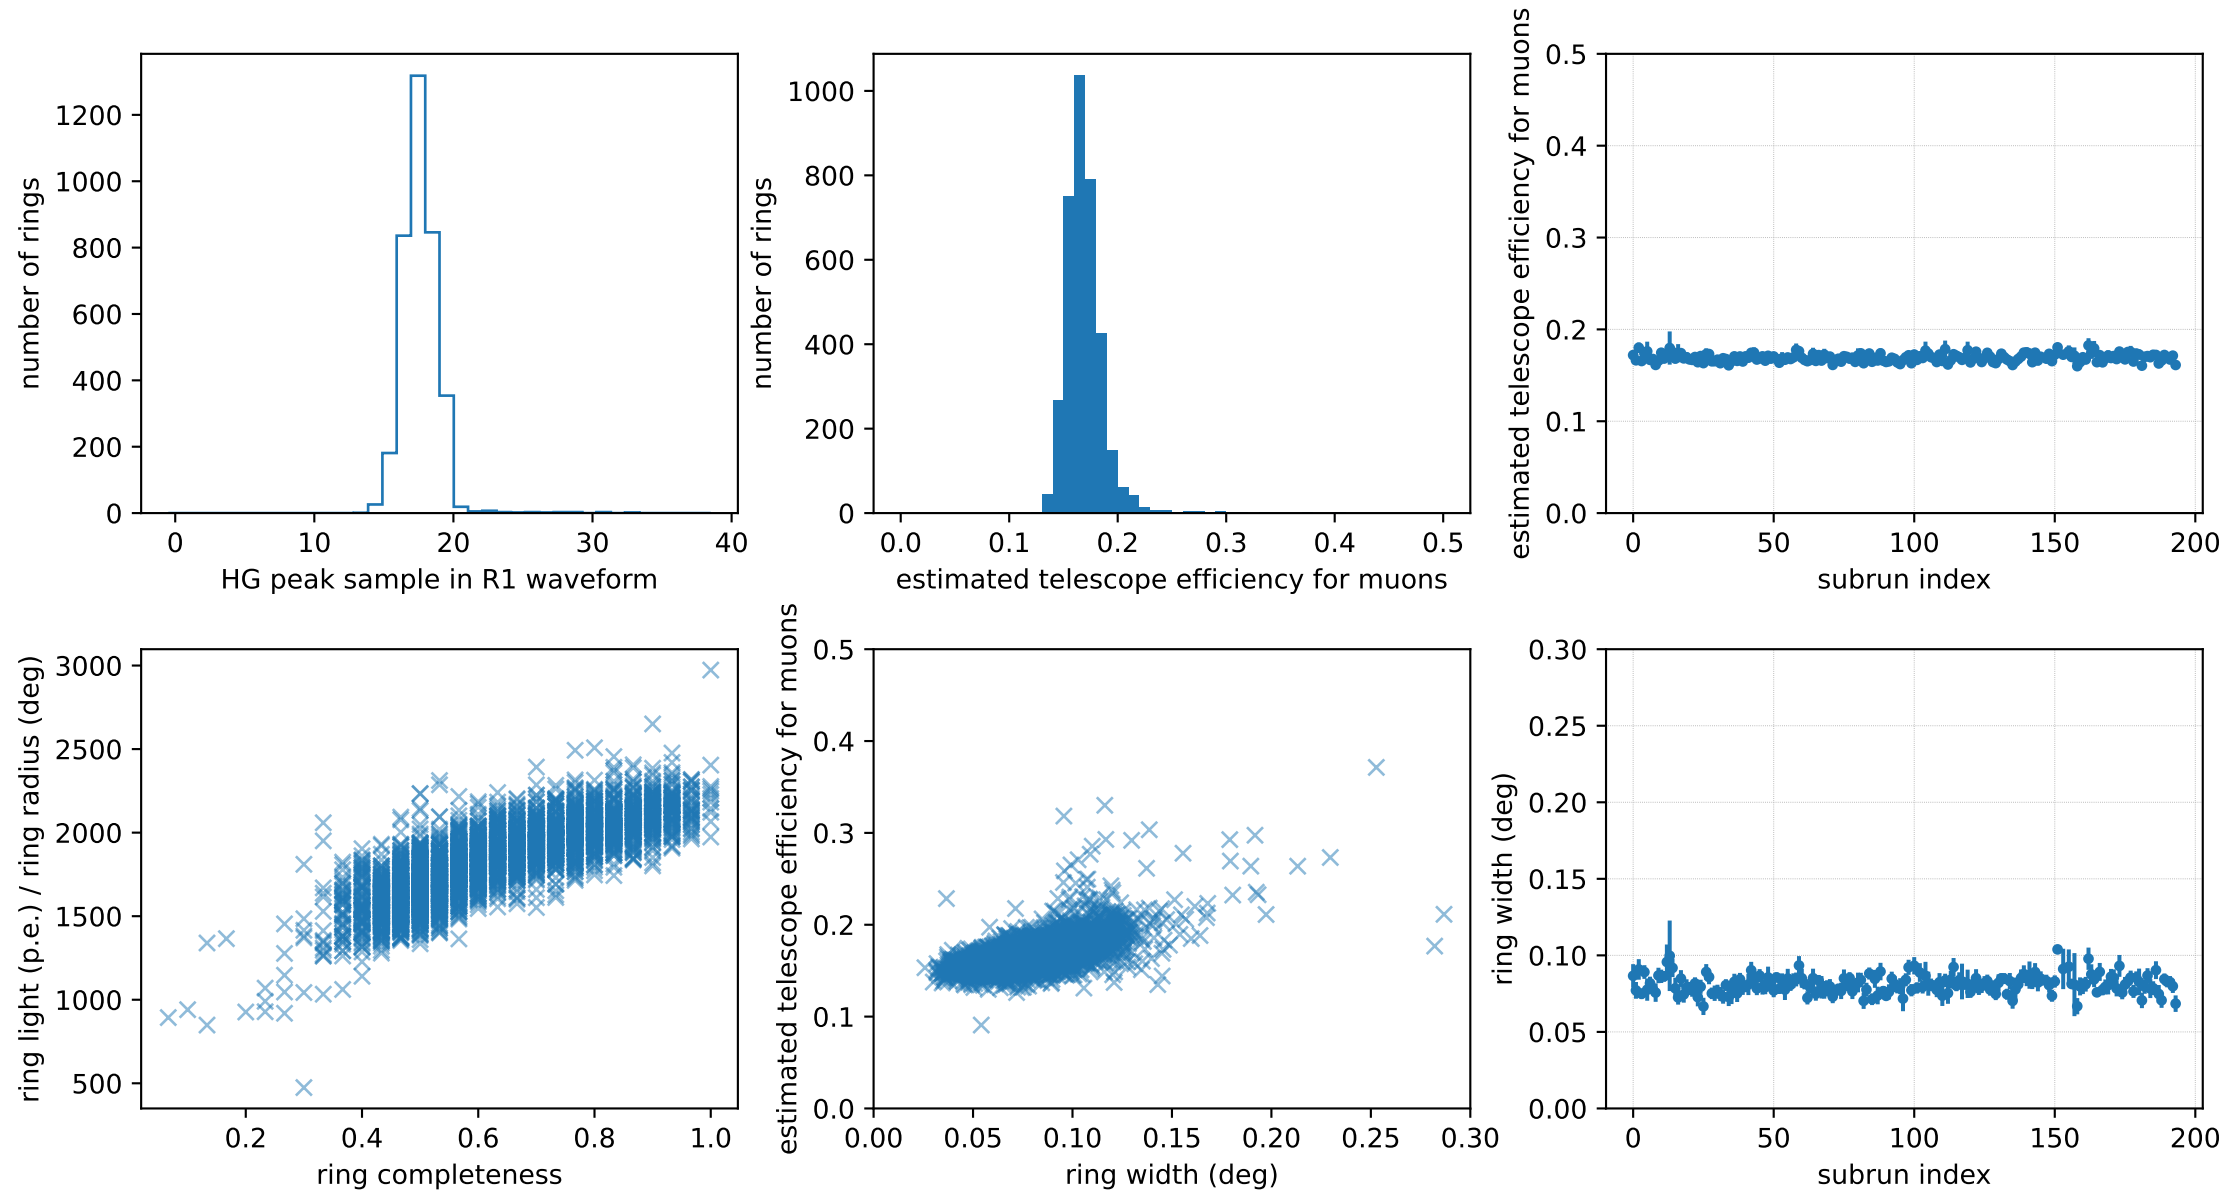 number of rings
1200
1000
800
600
400
200
0
0 10 20 30 40
HG peak sample in R1 waveform
number of rings
1000
800
600
400
200
0
0.0 0.1 0.2 0.3 0.4 0.5
estimated telescope efficiency for muons
estimated telescope efficiency for muons
0.5
0.4
0.3
0.2
0.1
0.0
0 50 100 150 200
subrun index
ring light (p.e.) / ring radius (deg)
3000
2500
2000
1500
1000
500
0.2 0.4 0.6 0.8 1.0
ring completeness
estimated telescope efficiency for muons
0.5
0.4
0.3
0.2
0.1
0.0
0.00 0.05 0.10 0.15 0.20 0.25 0.30
ring width (deg)
ring width (deg)
0.30
0.25
0.20
0.15
0.10
0.05
0.00
0 50 100 150 200
subrun index